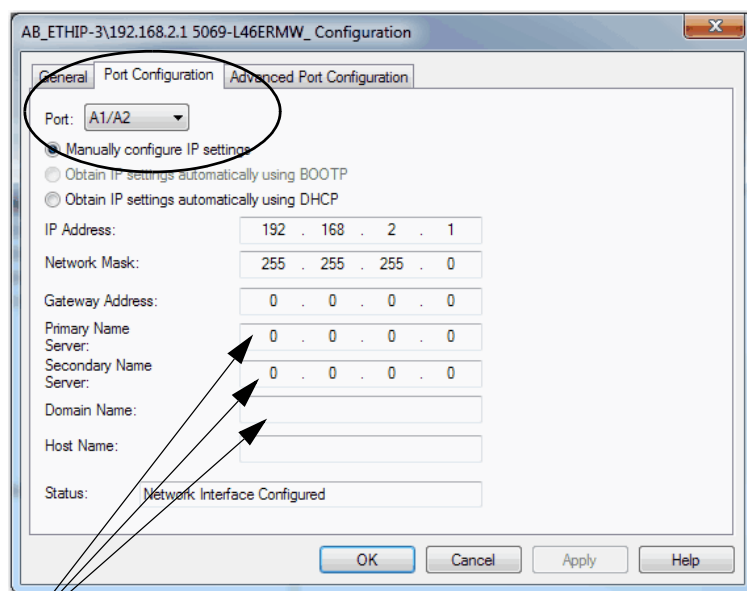 AB_ETHIP-3\192.168.2.1 5069-L46ERMW_ Configuration
General Port Configuration Advanced Port Configuration
Port: A1/A2
Manually configure IP settings
Obtain IP settings automatically using BOOTP
Obtain IP settings automatically using DHCP
IP Address: 192 . 168 . 2 . 1
Network Mask: 255 . 255 . 255 . 0
Gateway Address: 0 . 0 . 0 . 0
Primary Name
Server: 0 . 0 . 0 . 0
Secondary Name
Server: 0 . 0 . 0 . 0
Domain Name:
Host Name:
Status: Network Interface Configured
OK Cancel Apply Help